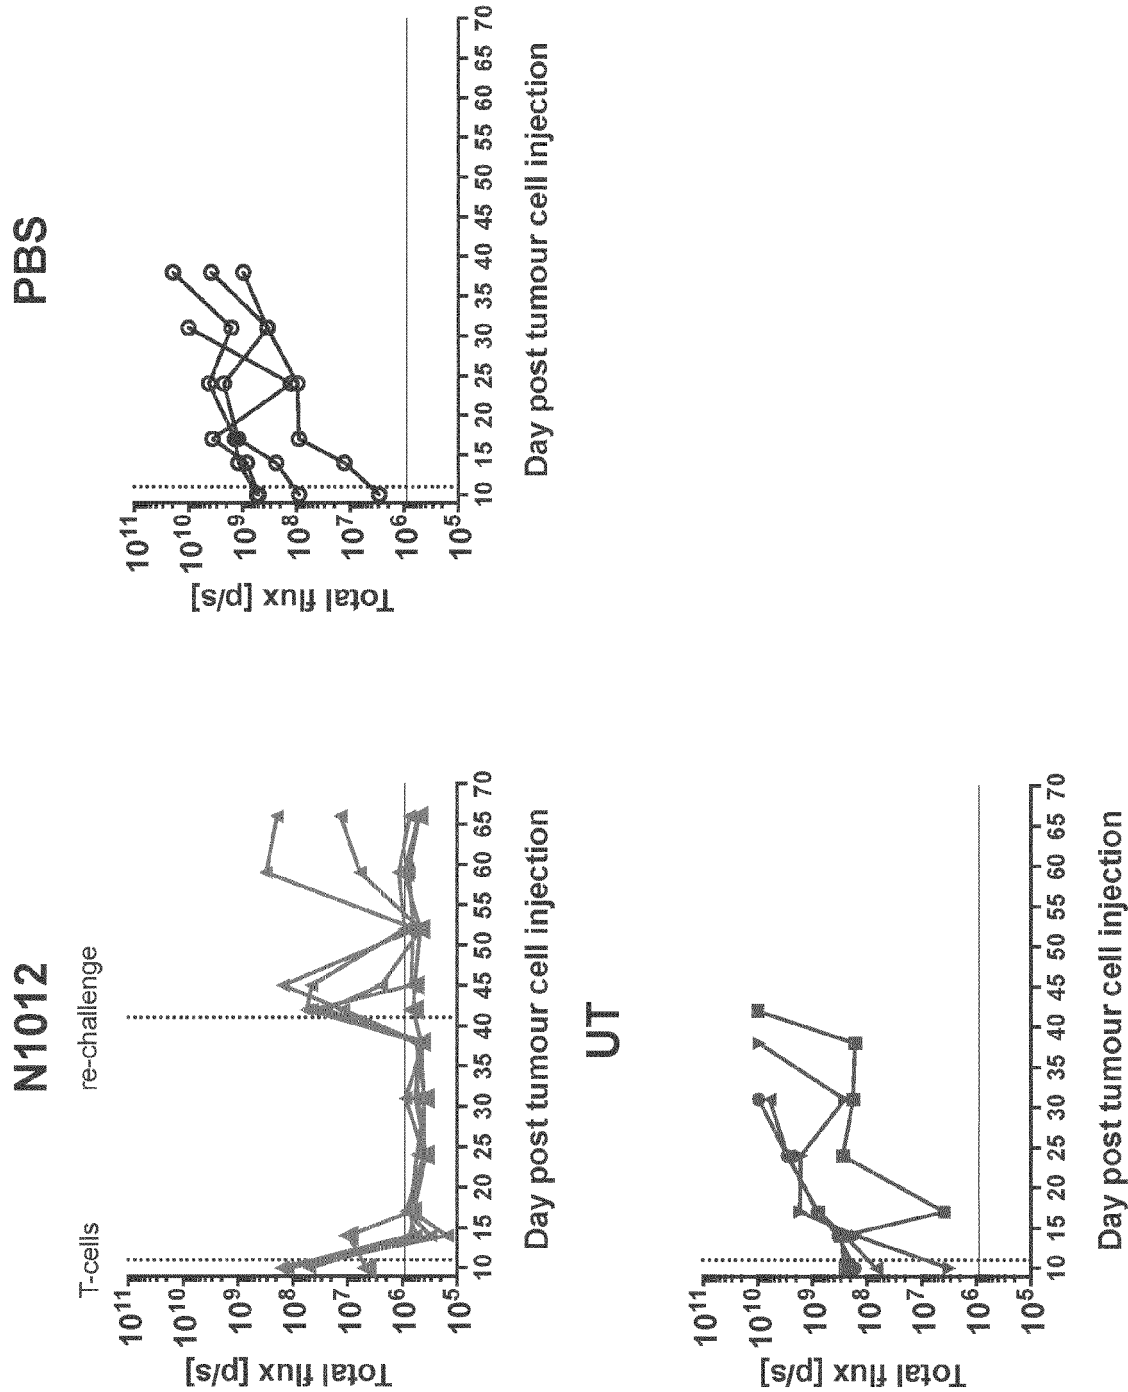 N1012
T-cells
re-challenge
Total flux [p/s]
10¹¹
10¹⁰
10⁹
10⁸
10⁷
10⁶
10⁵
10 15 20 25 30 35 40 45 50 55 60 65 70
Day post tumour cell injection
PBS
Total flux [p/s]
10¹¹
10¹⁰
10⁹
10⁸
10⁷
10⁶
10⁵
10 15 20 25 30 35 40 45 50 55 60 65 70
Day post tumour cell injection
UT
Total flux [p/s]
10¹¹
10¹⁰
10⁹
10⁸
10⁷
10⁶
10⁵
10 15 20 25 30 35 40 45 50 55 60 65 70
Day post tumour cell injection